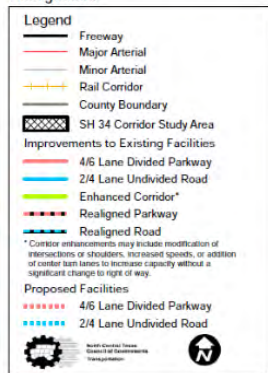 Legend
Freeway
Major Arterial
Minor Arterial
Rail Corridor
County Boundary
SH 34 Corridor Study Area
Improvements to Existing Facilities
4/6 Lane Divided Parkway
2/4 Lane Undivided Road
Enhanced Corridor*
Realigned Parkway
Realigned Road
* Corridor enhancements may include modification of
intersections or shoulders, increased speeds, or addition
of center turn lanes to increase capacity without a
significant change to right of way.
Proposed Facilities
4/6 Lane Divided Parkway
2/4 Lane Undivided Road
North Central Texas
Council of Governments
Transportation
N